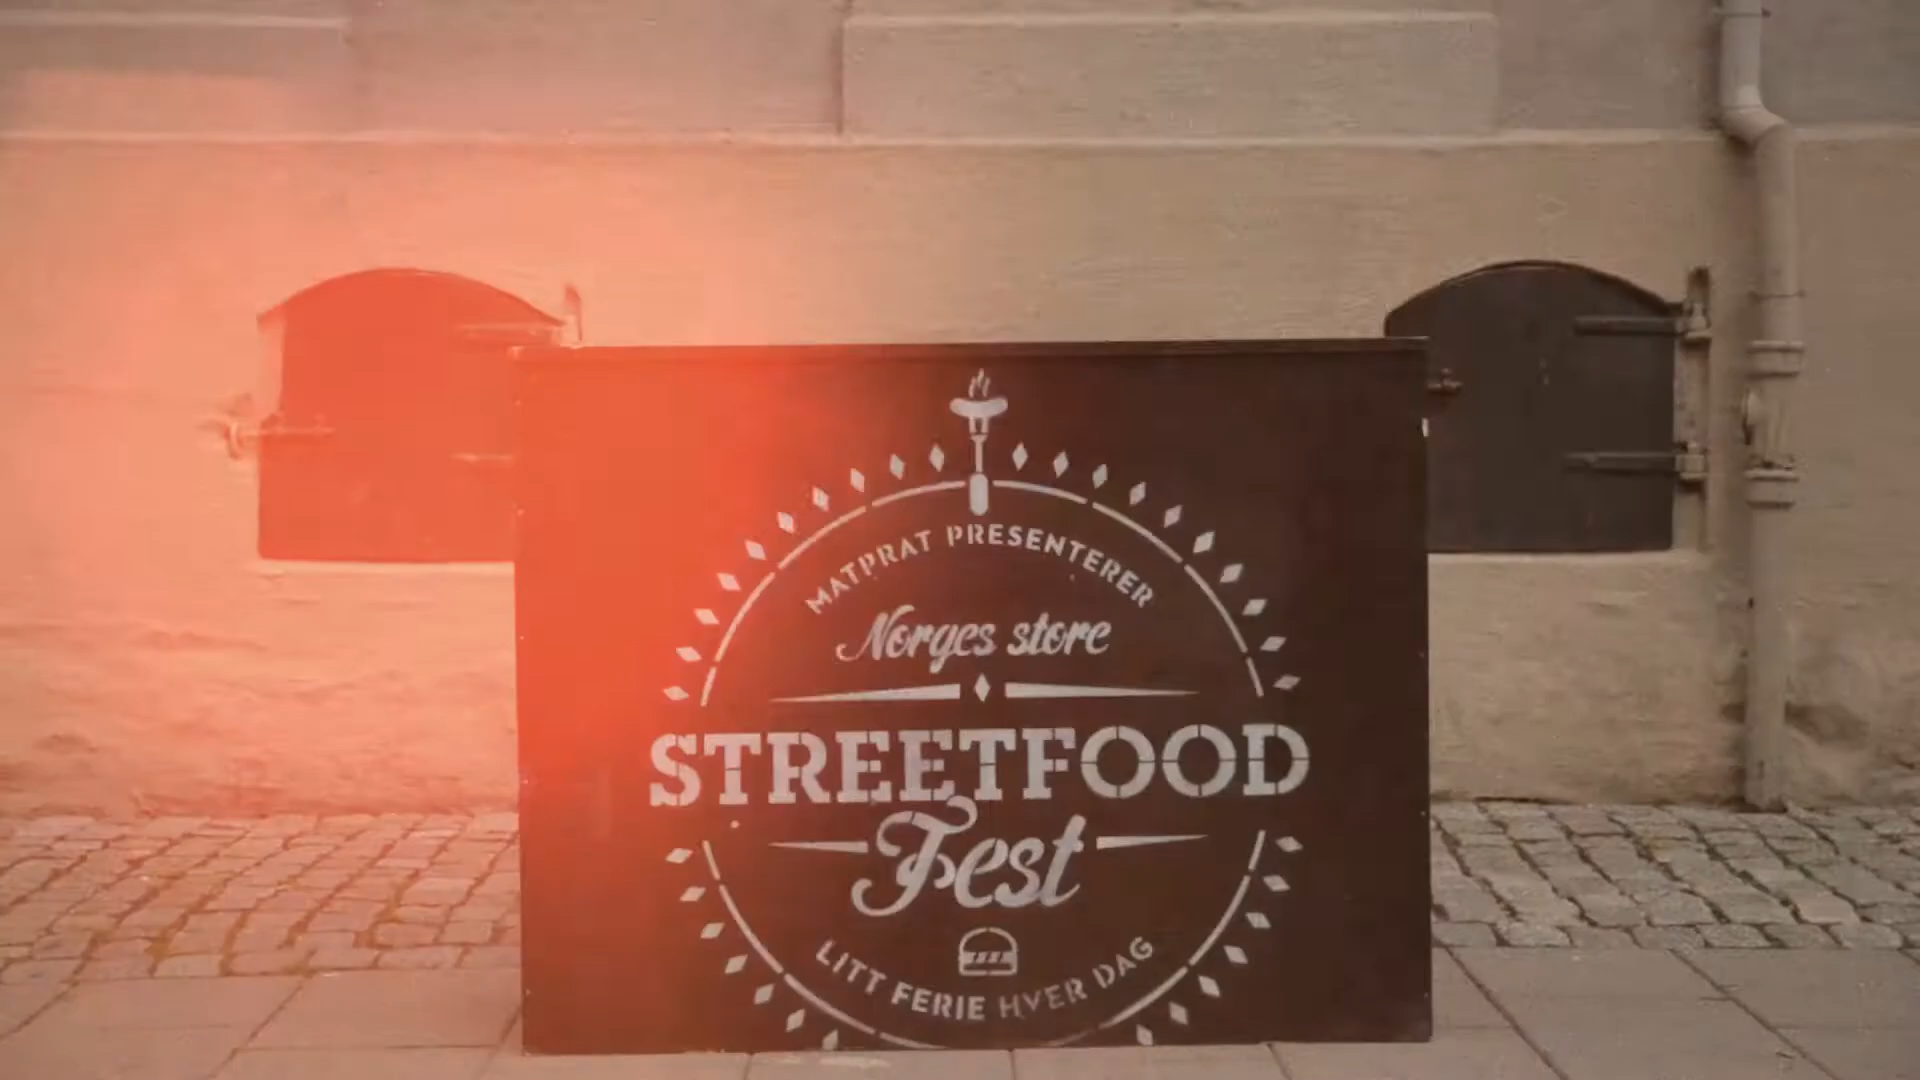 MATPRAT PRESENTERER
Norges store
STREETFOOD
Fest
LITT FERIE HVER DAG